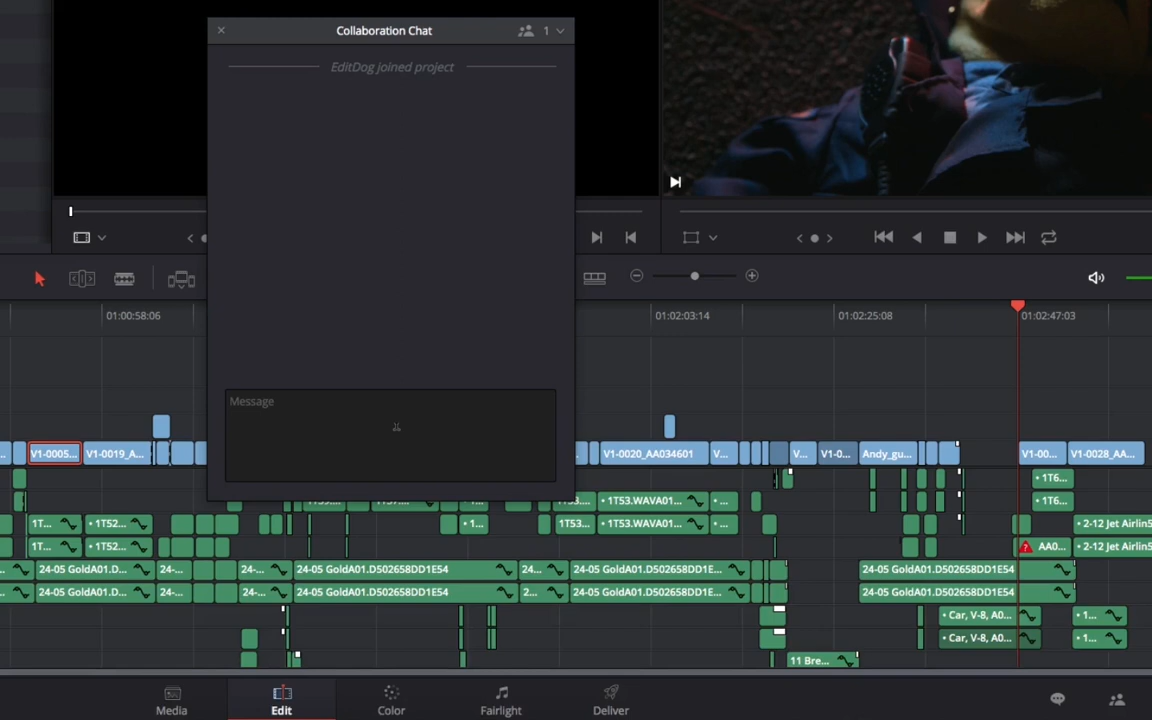 Collaboration Chat
1
EditDog joined project
01:00:58:06
01:02:03:14
01:02:25:08
01:02:47:03
Message
V1-0005...
V1-0019_A...
V1-0020_AA034601
V...
V...
V1-0...
Andy_gu...
V1-00...
V1-0028_AA...
1T6...
1T53...
1T53.WAVA01...
1T6...
1T...
1T52...
1...
1T53...
1T53.WAVA01...
2-12 Jet Airlin
1T...
1T52...
AA0...
2-12 Jet Airlin
24-05 GoldA01.D...
24-...
24-...
24-05 GoldA01.D502658DD1E54
24...
24-05 GoldA01.D502658DD1E...
24-05 GoldA01.D502658DD1E54
24-05 GoldA01.D...
24-...
24-...
24-05 GoldA01.D502658DD1E54
2...
24-05 GoldA01.D502658DD1E...
24-05 GoldA01.D502658DD1E54
Car, V-8, A0...
1...
Car, V-8, A0...
1...
11 Bre...
Media
Edit
Color
Fairlight
Deliver